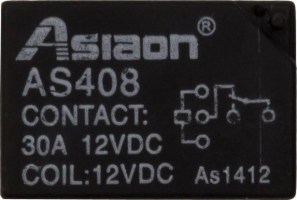 Asiaon®
AS408
CONTACT:
30A 12VDC
COIL:12VDC As1412